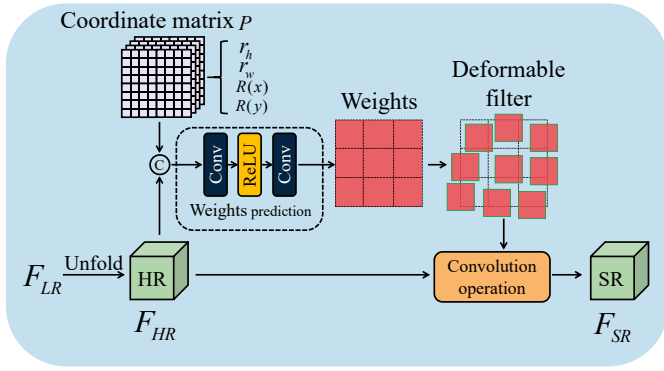 Coordinate matrix P
r_h
r_w
R(x)
R(y)
Deformable
filter
Weights
C
Conv
ReLU
Conv
Weights prediction
F_LR
Unfold
HR
F_HR
Convolution
operation
SR
F_SR